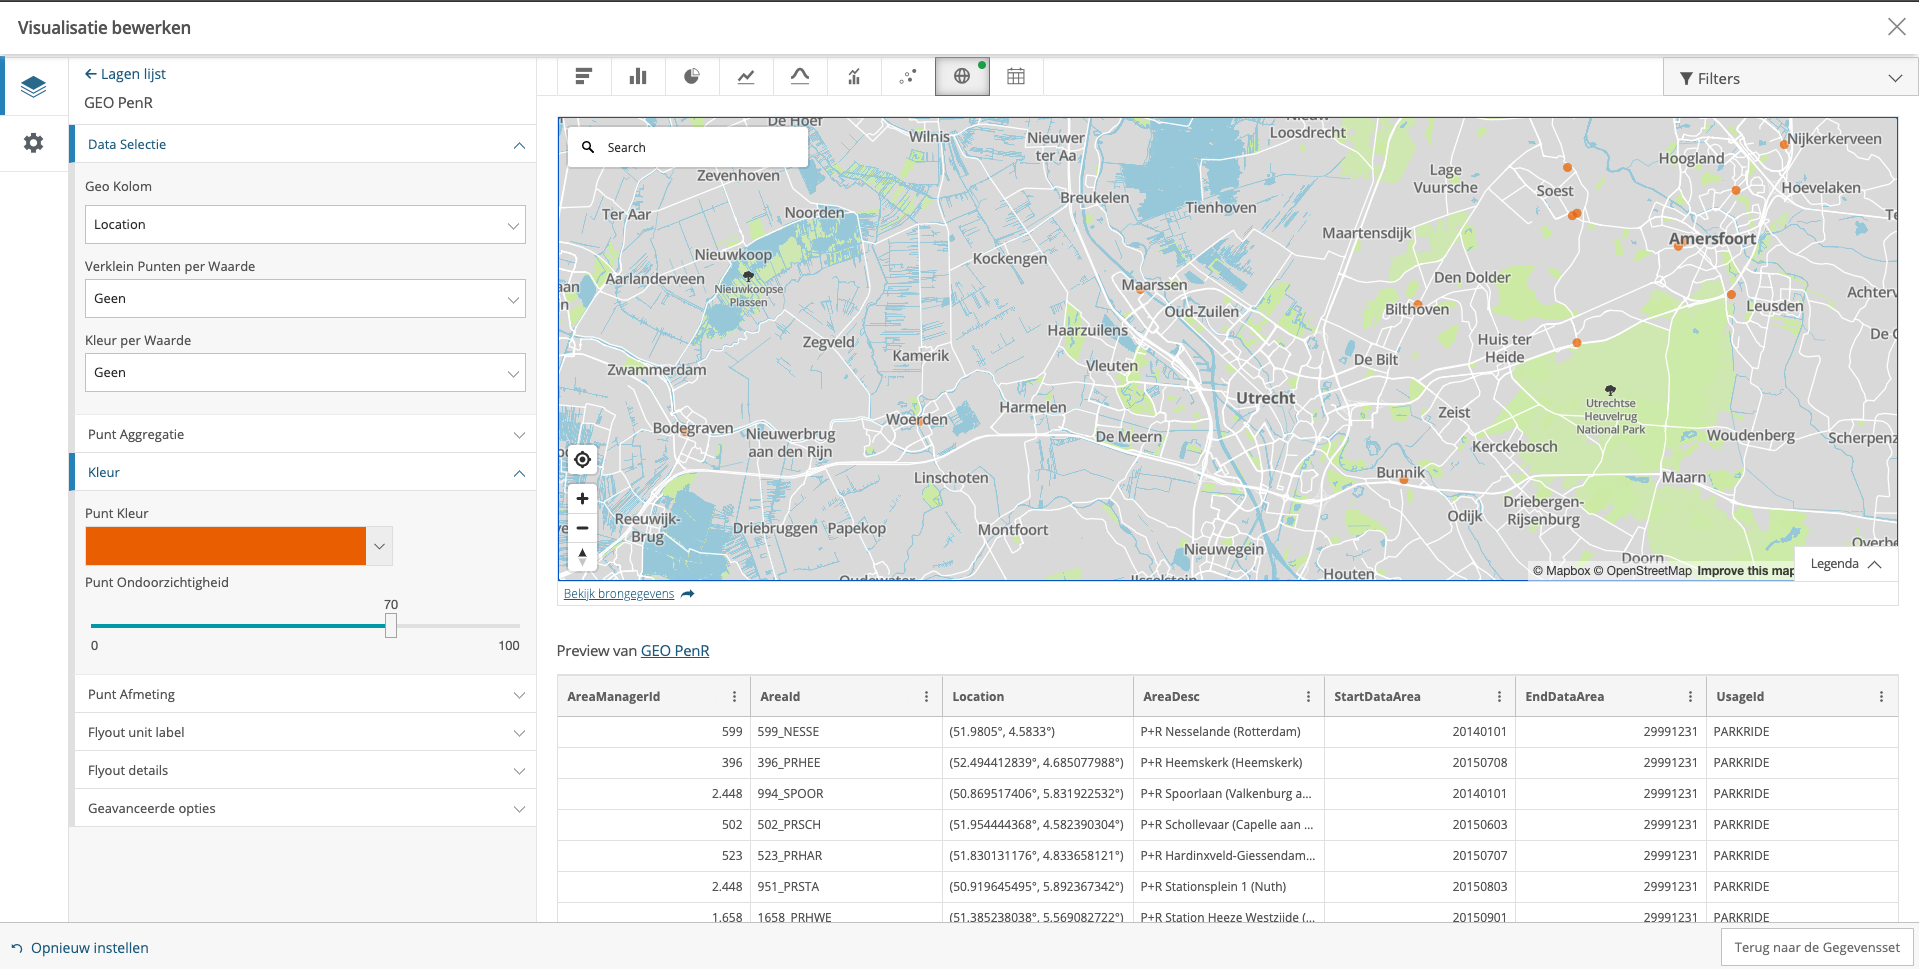 Visualisatie bewerken
Lagen lijst
GEO PenR
Data Selectie
Geo Kolom
Location
Verklein Punten per Waarde
Geen
Kleur per Waarde
Geen
Punt Aggregatie
Kleur
Punt Kleur
Punt Ondoorzichtigheid
70
0 100
Punt Afmeting
Flyout unit label
Flyout details
Geavanceerde opties
Opnieuw instellen
Filters
Search
De Hoef
Wilnis
Nieuwer
ter Aa
Loosdrecht
Nijkerkerveen
Hoogland
Zevenhoven
Lage
Vuursche
Soest
Hoevelaken
Breukelen
Ter Aar
Noorden
Tienhoven
Maartensdijk
Amersfoort
Nieuwkoop
Kockengen
Aarlanderveen
Nieuwkoopse
Plassen
Den Dolder
Maarssen
Oud-Zuilen
Bilthoven
Leusden
Haarzuilens
Zegveld
Kamerik
Huis ter
Heide
De Bilt
Vleuten
Zwammerdam
Utrecht
Utrechtse
Heuvelrug
National Park
Harmelen
Zeist
Woerden
Bodegraven
Nieuwerbrug
aan den Rijn
De Meern
Kerckebosch
Woudenberg
Bunnik
Maarn
Linschoten
Driebergen-
Rijsenburg
Odijk
Reeuwijk-
Brug
Driebruggen
Papekop
Montfoort
Nieuwegein
Doorn
Houten
© Mapbox © OpenStreetMap Improve this map
Legenda
Bekijk brongegevens
Preview van GEO PenR
AreaManagerId AreaId Location AreaDesc StartDataArea EndDataArea UsageId
599 599_NESSE (51.9805°, 4.5833°) P+R Nesselande (Rotterdam) 20140101 29991231 PARKRIDE
396 396_PRHEE (52.494412839°, 4.685077988°) P+R Heemskerk (Heemskerk) 20150708 29991231 PARKRIDE
2.448 994_SPOOR (50.869517406°, 5.831922532°) P+R Spoorlaan (Valkenburg a... 20140101 29991231 PARKRIDE
502 502_PRSCH (51.954444368°, 4.582390304°) P+R Schollevaar (Capelle aan ... 20150603 29991231 PARKRIDE
523 523_PRHAR (51.830131176°, 4.833658121°) P+R Hardinxveld-Giessendam... 20150707 29991231 PARKRIDE
2.448 951_PRSTA (50.919645495°, 5.892367342°) P+R Stationsplein 1 (Nuth) 20150803 29991231 PARKRIDE
1.658 1658_PRHWE (51.385238038°, 5.569082722°) P+R Station Heeze Westzijde (... 20150901 29991231 PARKRIDE
Terug naar de Gegevensset